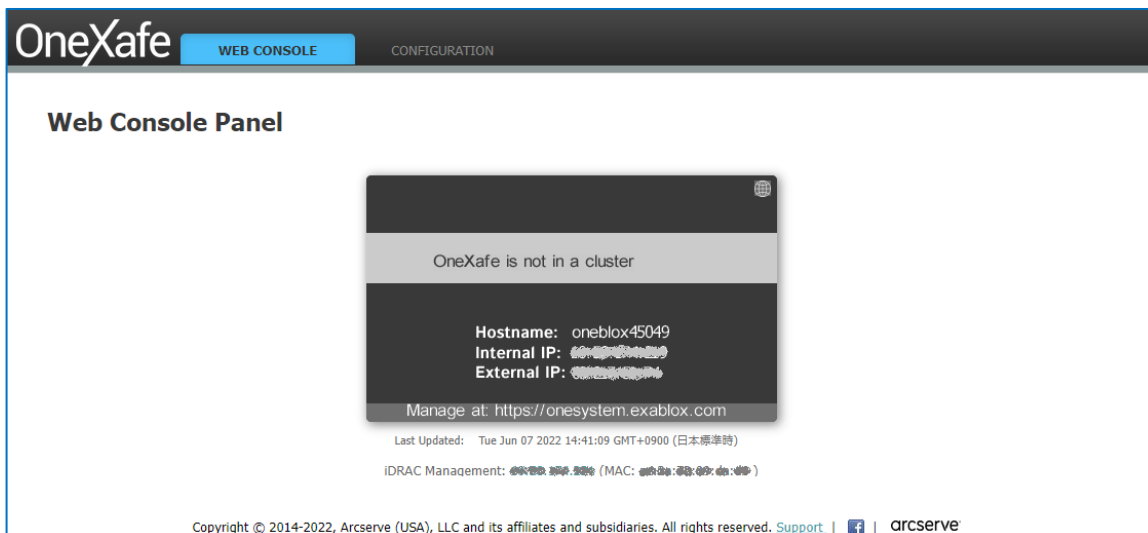 OneXafe WEB CONSOLE CONFIGURATION
Web Console Panel
OneXafe is not in a cluster
Hostname: oneblox45049
Internal IP:
External IP:
Manage at: https://onesystem.exablox.com
Last Updated: Tue Jun 07 2022 14:41:09 GMT+0900 (日本標準時)
iDRAC Management: (MAC: )
Copyright © 2014-2022, Arcserve (USA), LLC and its affiliates and subsidiaries. All rights reserved. Support | f | arcserve